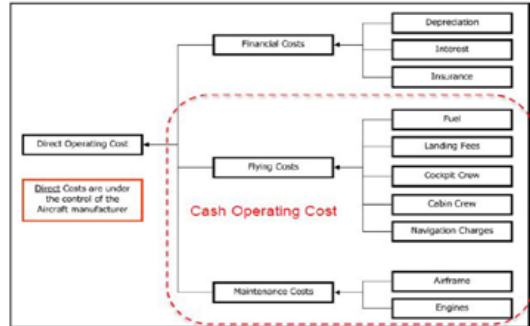 Depreciation
Financial Costs
Interest
Insurance
Fuel
Landing Fees
Direct Operating Cost
Flying Costs
Cockpit Crew
Direct Costs are under
the control of the
Aircraft manufacturer
Cash Operating Cost
Cabin Crew
Navigation Charges
Airframe
Maintenance Costs
Engines